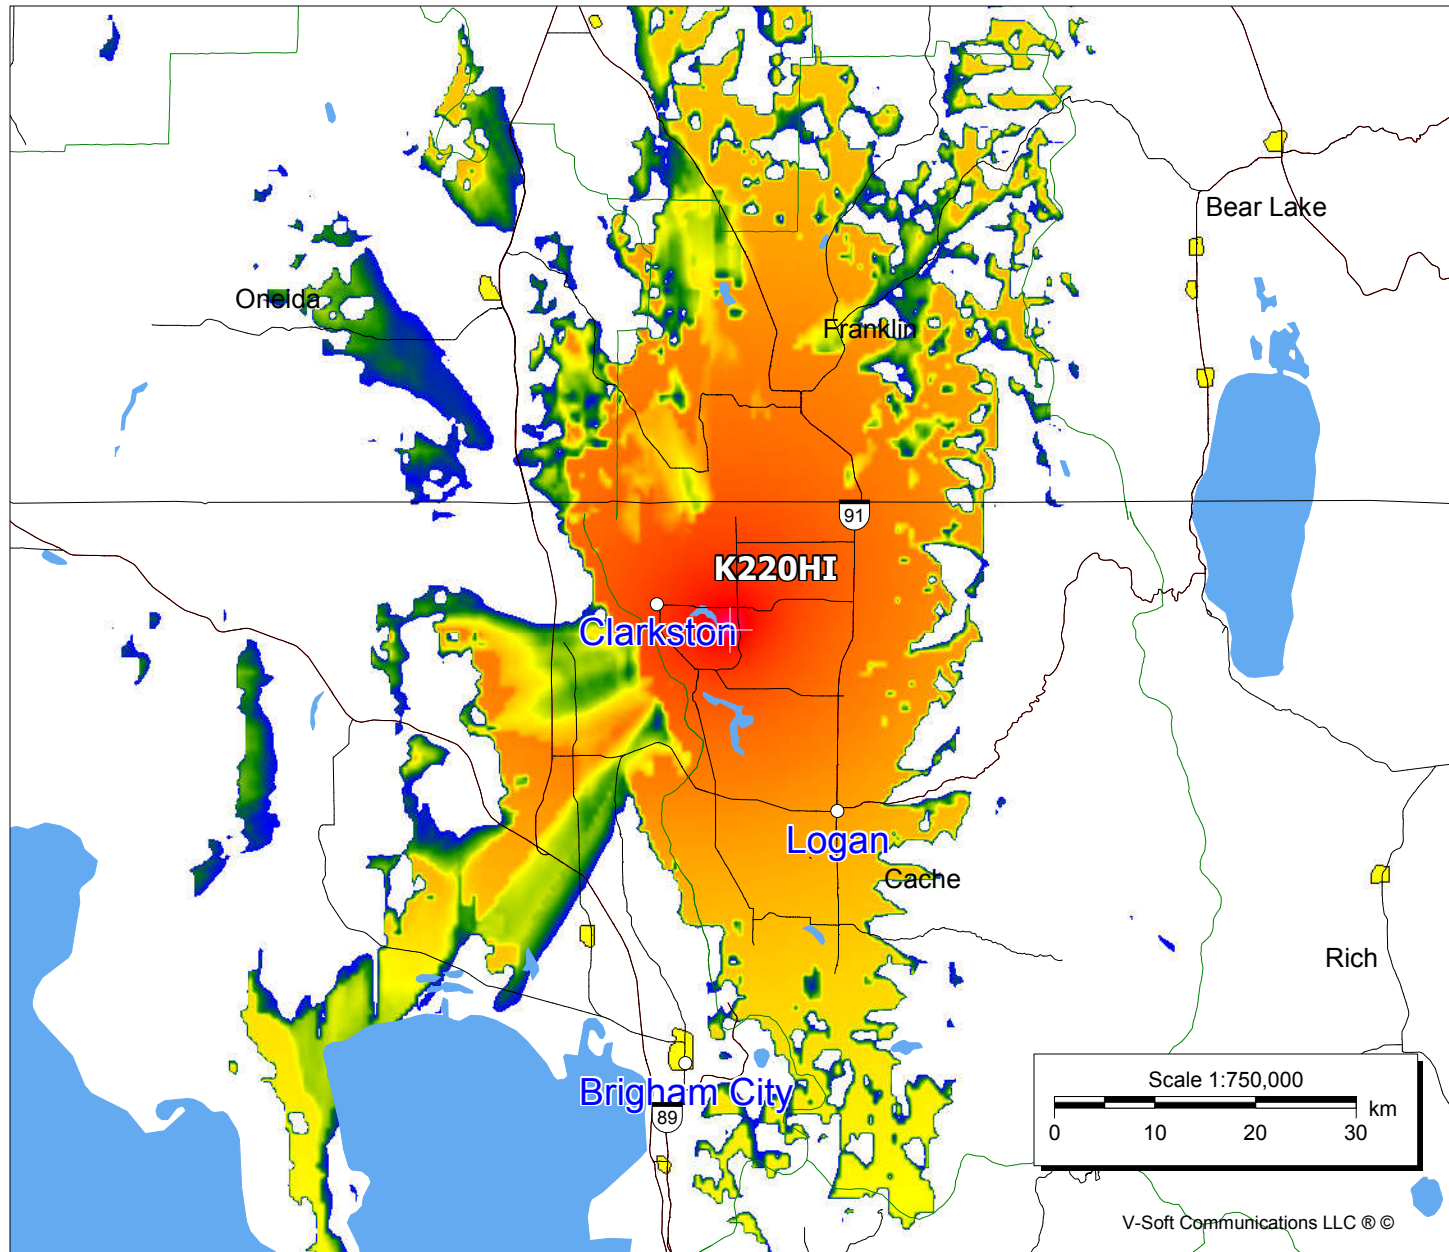 Bear Lake
Oneida
Franklin
91
K220HI
Clarkston
Logan
Cache
Rich
Brigham City
89
Scale 1:750,000
km
0 10 20 30
V-Soft Communications LLC ® ©